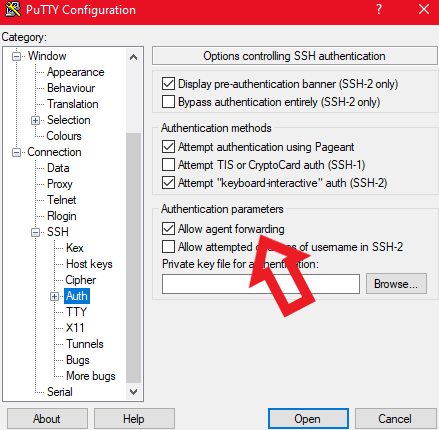 PuTTY Configuration
?
Category:
Window
Appearance
Behaviour
Translation
Selection
Colours
Connection
Data
Proxy
Telnet
Rlogin
SSH
Kex
Host keys
Cipher
Auth
TTY
X11
Tunnels
Bugs
More bugs
Serial
Options controlling SSH authentication
Display pre-authentication banner (SSH-2 only)
Bypass authentication entirely (SSH-2 only)
Authentication methods
Attempt authentication using Pageant
Attempt TIS or CryptoCard auth (SSH-1)
Attempt "keyboard-interactive" auth (SSH-2)
Authentication parameters
Allow agent forwarding
Allow attempted of username in SSH-2
Private key file for authentication:
Browse...
About
Help
Open
Cancel